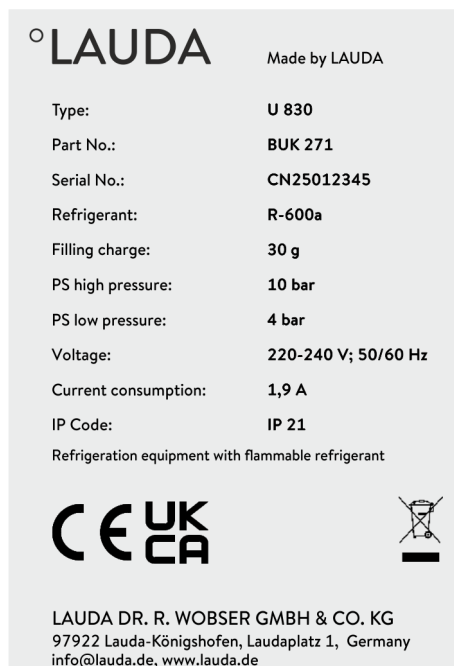 °LAUDA
Made by LAUDA
Type: U 830
Part No.: BUK 271
Serial No.: CN25012345
Refrigerant: R-600a
Filling charge: 30 g
PS high pressure: 10 bar
PS low pressure: 4 bar
Voltage: 220-240 V; 50/60 Hz
Current consumption: 1,9 A
IP Code: IP 21
Refrigeration equipment with flammable refrigerant
CE UK
CA
LAUDA DR. R. WOBSER GMBH & CO. KG
97922 Lauda-Königshofen, Laudaplatz 1, Germany
info@lauda.de, www.lauda.de